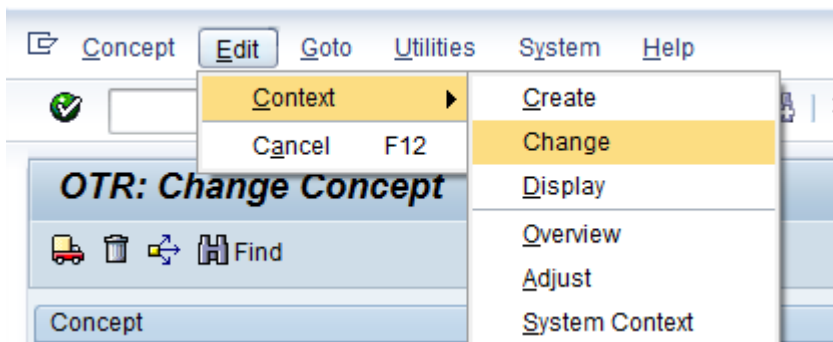 Concept Edit Goto Utilities System Help
Context Create
Cancel F12 Change
OTR: Change Concept Display
Find Overview
Adjust
Concept System Context